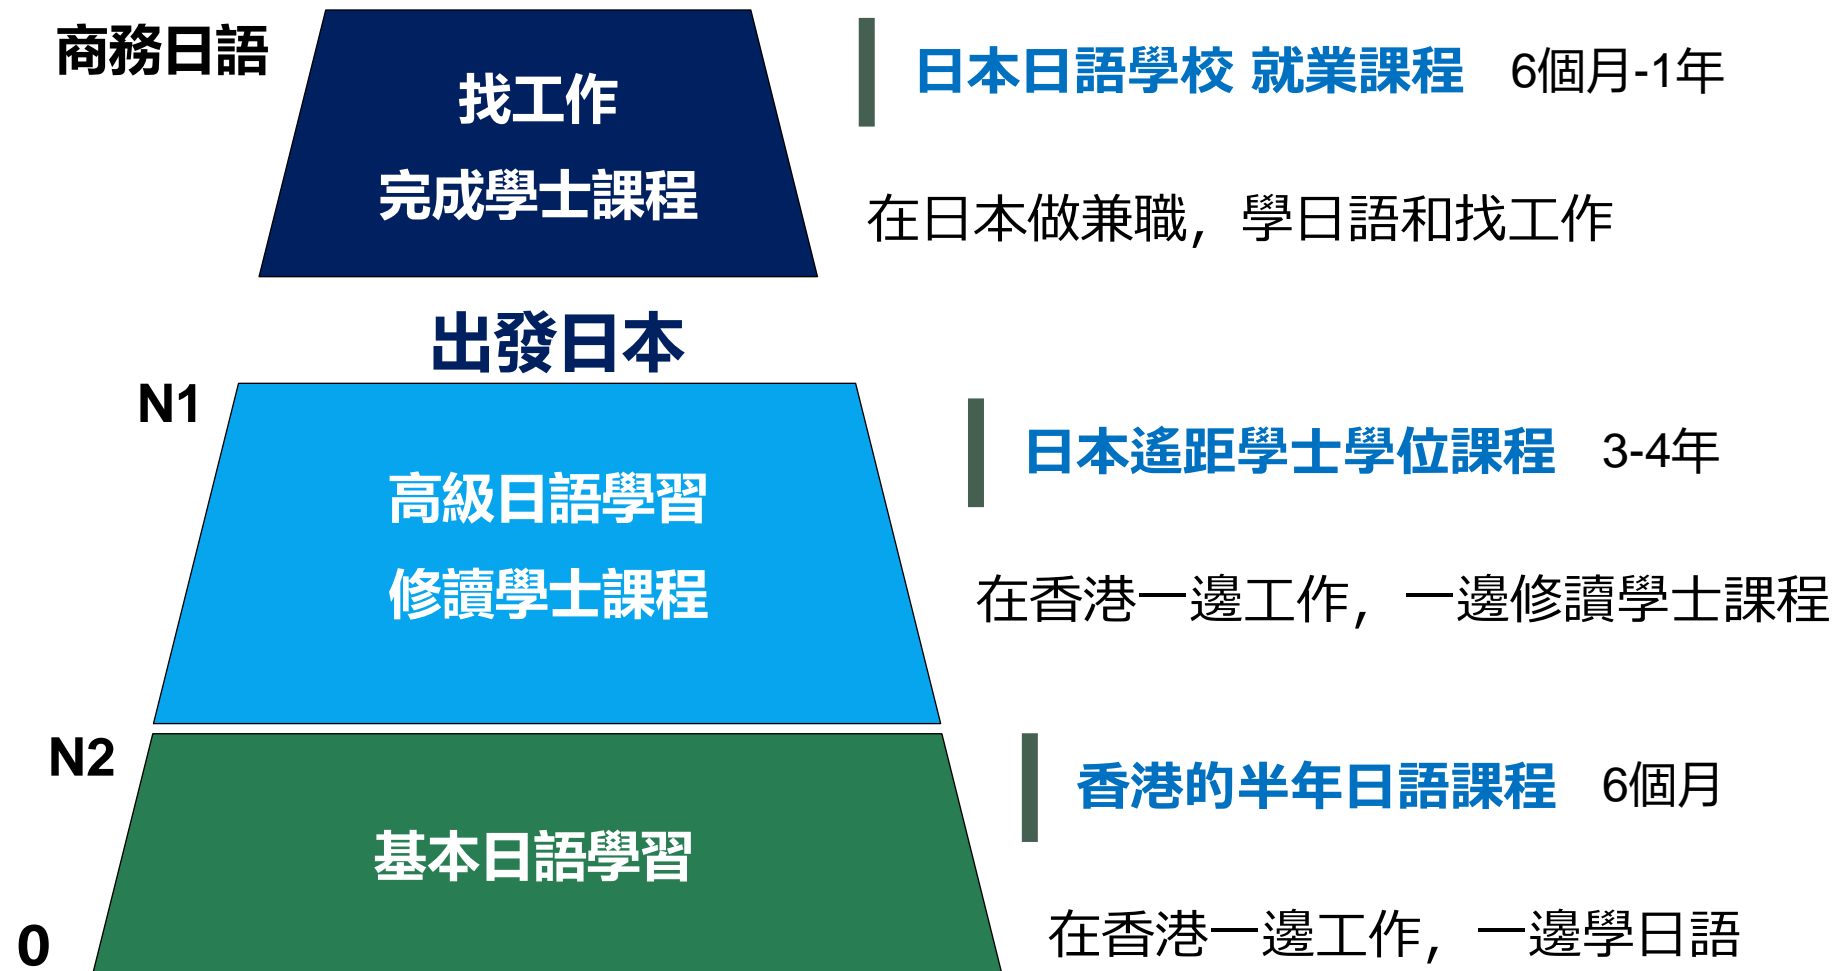 商務日語
找工作
完成學士課程
日本日語學校 就業課程 6個月-1年
在日本做兼職，學日語和找工作
出發日本
N1
高級日語學習
修讀學士課程
日本遙距學士學位課程 3-4年
在香港一邊工作，一邊修讀學士課程
N2
基本日語學習
香港的半年日語課程 6個月
在香港一邊工作，一邊學日語
0